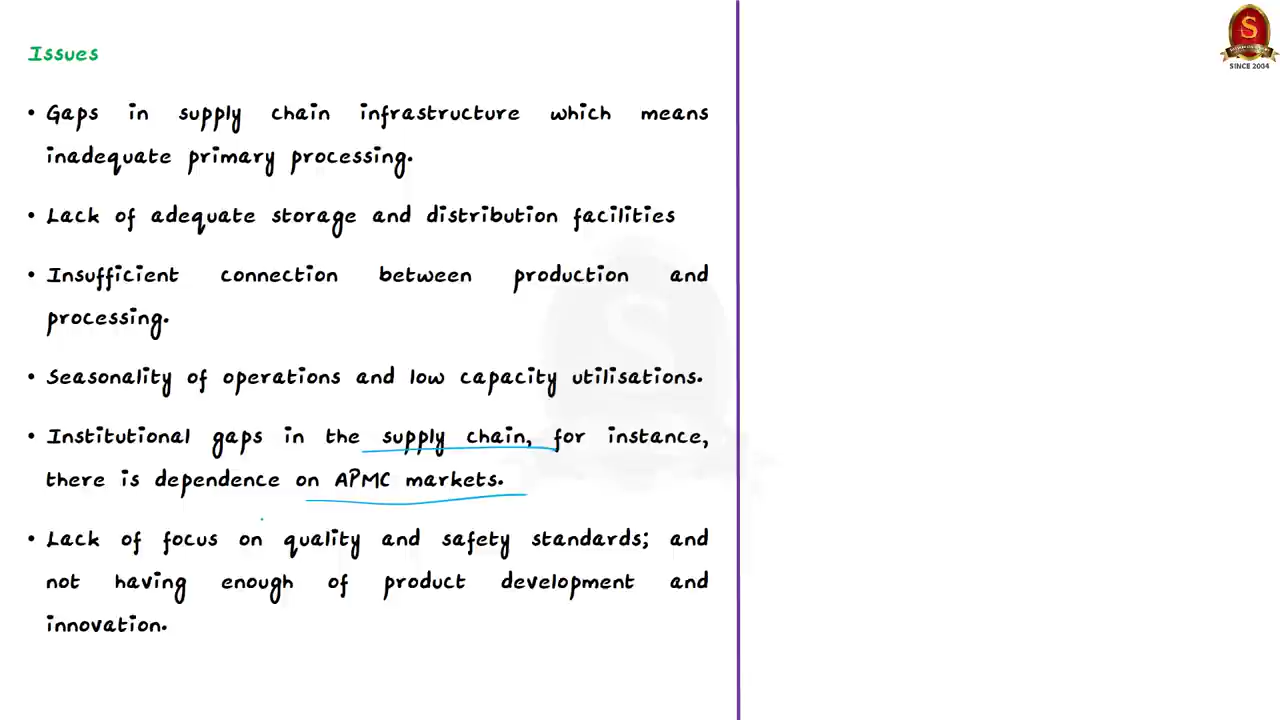 Issues
• Gaps in supply chain infrastructure which means
inadequate primary processing.
• Lack of adequate storage and distribution facilities
• Insufficient connection between production and
processing.
• Seasonality of operations and low capacity utilisations.
• Institutional gaps in the supply chain, for instance,
there is dependence on APMC markets.
• Lack of focus on quality and safety standards; and
not having enough of product development and
innovation.
S
SINCE 2004